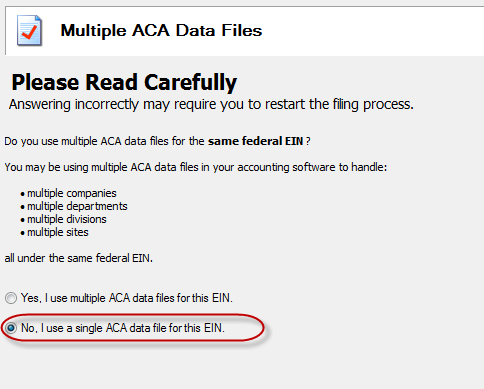 Multiple ACA Data Files
Please Read Carefully
Answering incorrectly may require you to restart the filing process.
Do you use multiple ACA data files for the same federal EIN ?
You may be using multiple ACA data files in your accounting software to handle:
• multiple companies
• multiple departments
• multiple divisions
• multiple sites
all under the same federal EIN.
Yes, I use multiple ACA data files for this EIN.
No, I use a single ACA data file for this EIN.